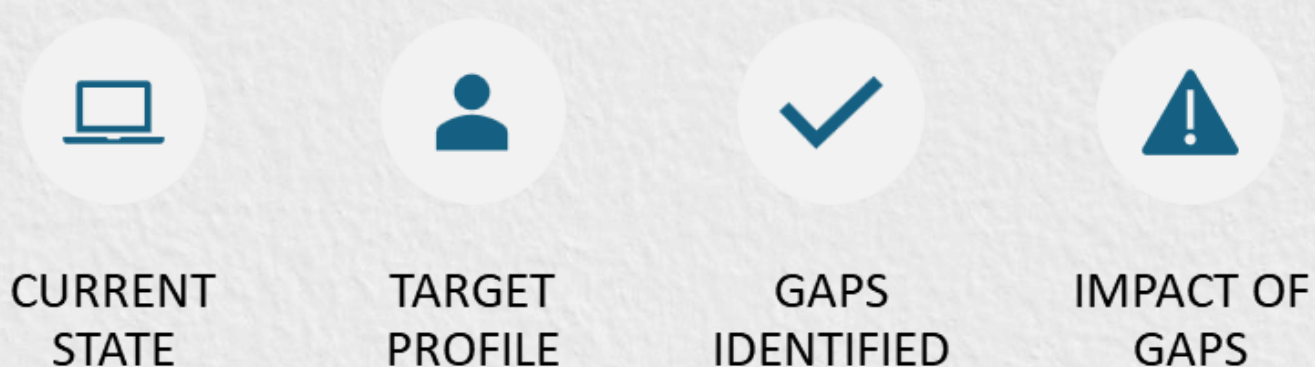 CURRENT
STATE
TARGET
PROFILE
GAPS
IDENTIFIED
IMPACT OF
GAPS